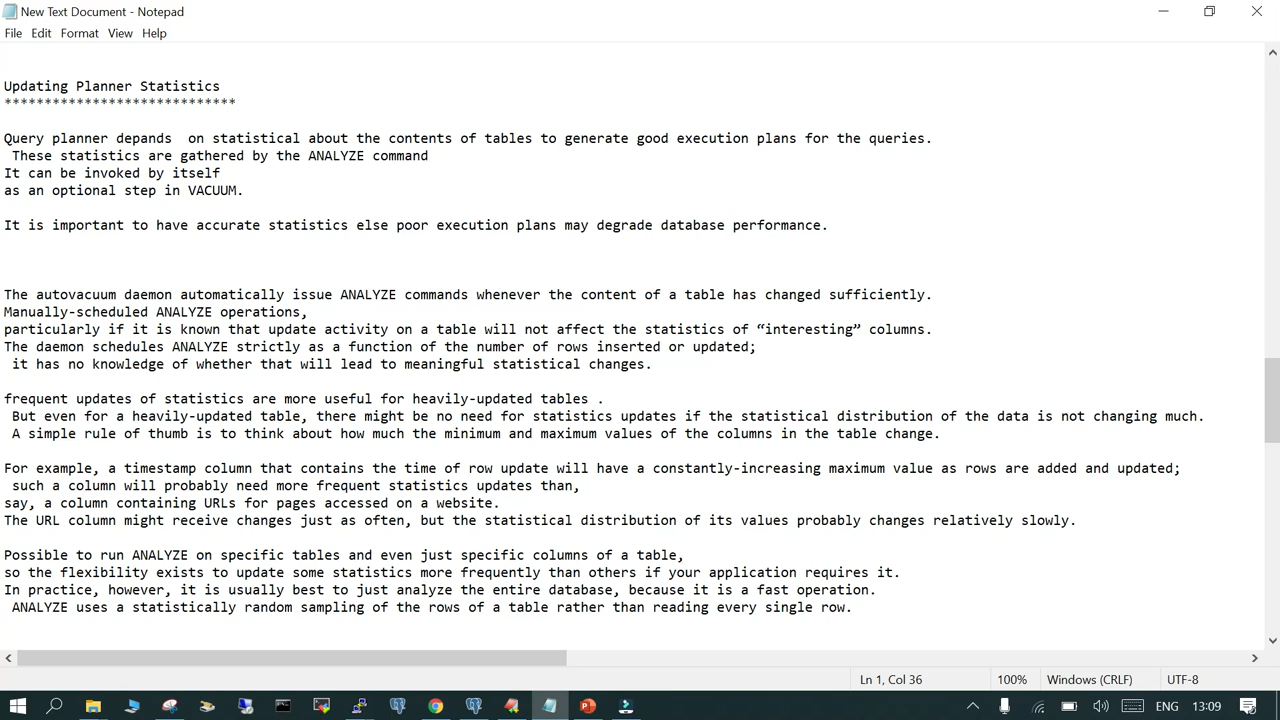 New Text Document - Notepad
File Edit Format View Help
Updating Planner Statistics
*****************************
Query planner depands  on statistical about the contents of tables to generate good execution plans for the queries.
These statistics are gathered by the ANALYZE command
It can be invoked by itself
as an optional step in VACUUM.
It is important to have accurate statistics else poor execution plans may degrade database performance.
The autovacuum daemon automatically issue ANALYZE commands whenever the content of a table has changed sufficiently.
Manually-scheduled ANALYZE operations,
particularly if it is known that update activity on a table will not affect the statistics of “interesting” columns.
The daemon schedules ANALYZE strictly as a function of the number of rows inserted or updated;
it has no knowledge of whether that will lead to meaningful statistical changes.
frequent updates of statistics are more useful for heavily-updated tables .
But even for a heavily-updated table, there might be no need for statistics updates if the statistical distribution of the data is not changing much.
A simple rule of thumb is to think about how much the minimum and maximum values of the columns in the table change.
For example, a timestamp column that contains the time of row update will have a constantly-increasing maximum value as rows are added and updated;
such a column will probably need more frequent statistics updates than,
say, a column containing URLs for pages accessed on a website.
The URL column might receive changes just as often, but the statistical distribution of its values probably changes relatively slowly.
Possible to run ANALYZE on specific tables and even just specific columns of a table,
so the flexibility exists to update some statistics more frequently than others if your application requires it.
In practice, however, it is usually best to just analyze the entire database, because it is a fast operation.
ANALYZE uses a statistically random sampling of the rows of a table rather than reading every single row.
Ln 1, Col 36 100% Windows (CRLF) UTF-8
ENG 13:09